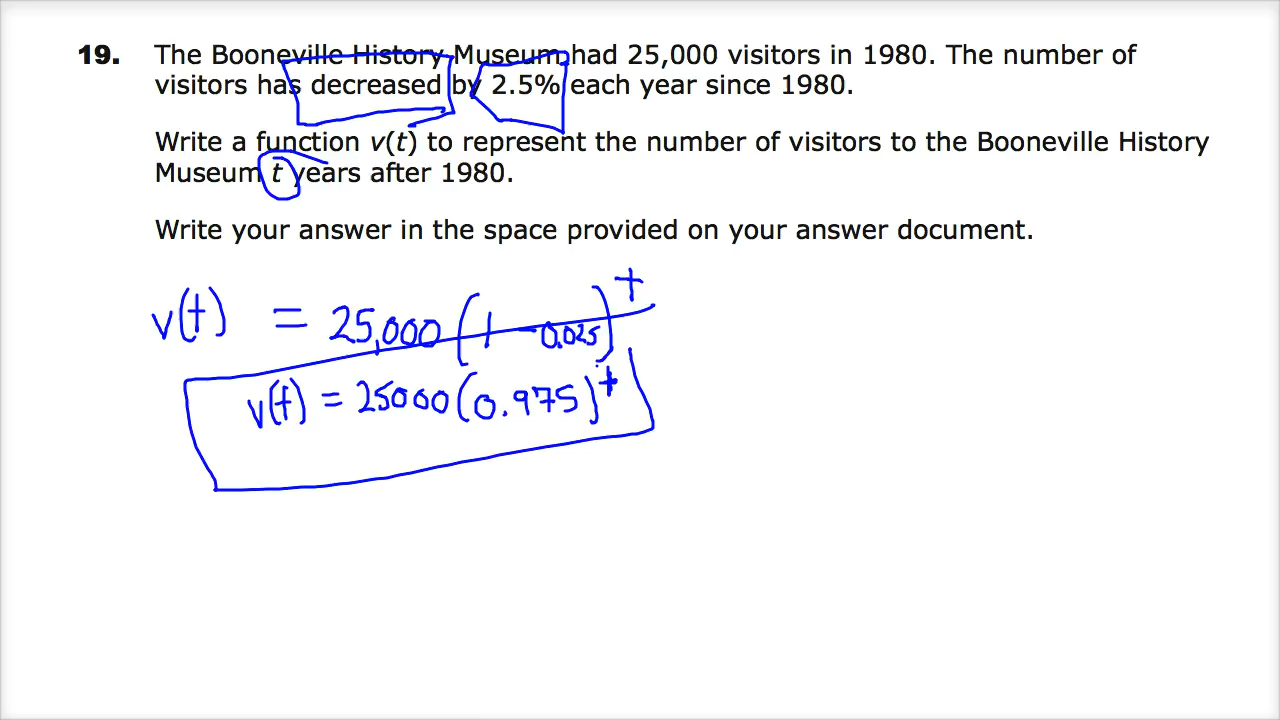 19. The Booneville History Museum had 25,000 visitors in 1980. The number of
visitors has decreased by 2.5% each year since 1980.
Write a function v(t) to represent the number of visitors to the Booneville History
Museum t years after 1980.
Write your answer in the space provided on your answer document.
v(t) = 25,000 (1 - 0.025)^t
v(t) = 25000 (0.975)^t